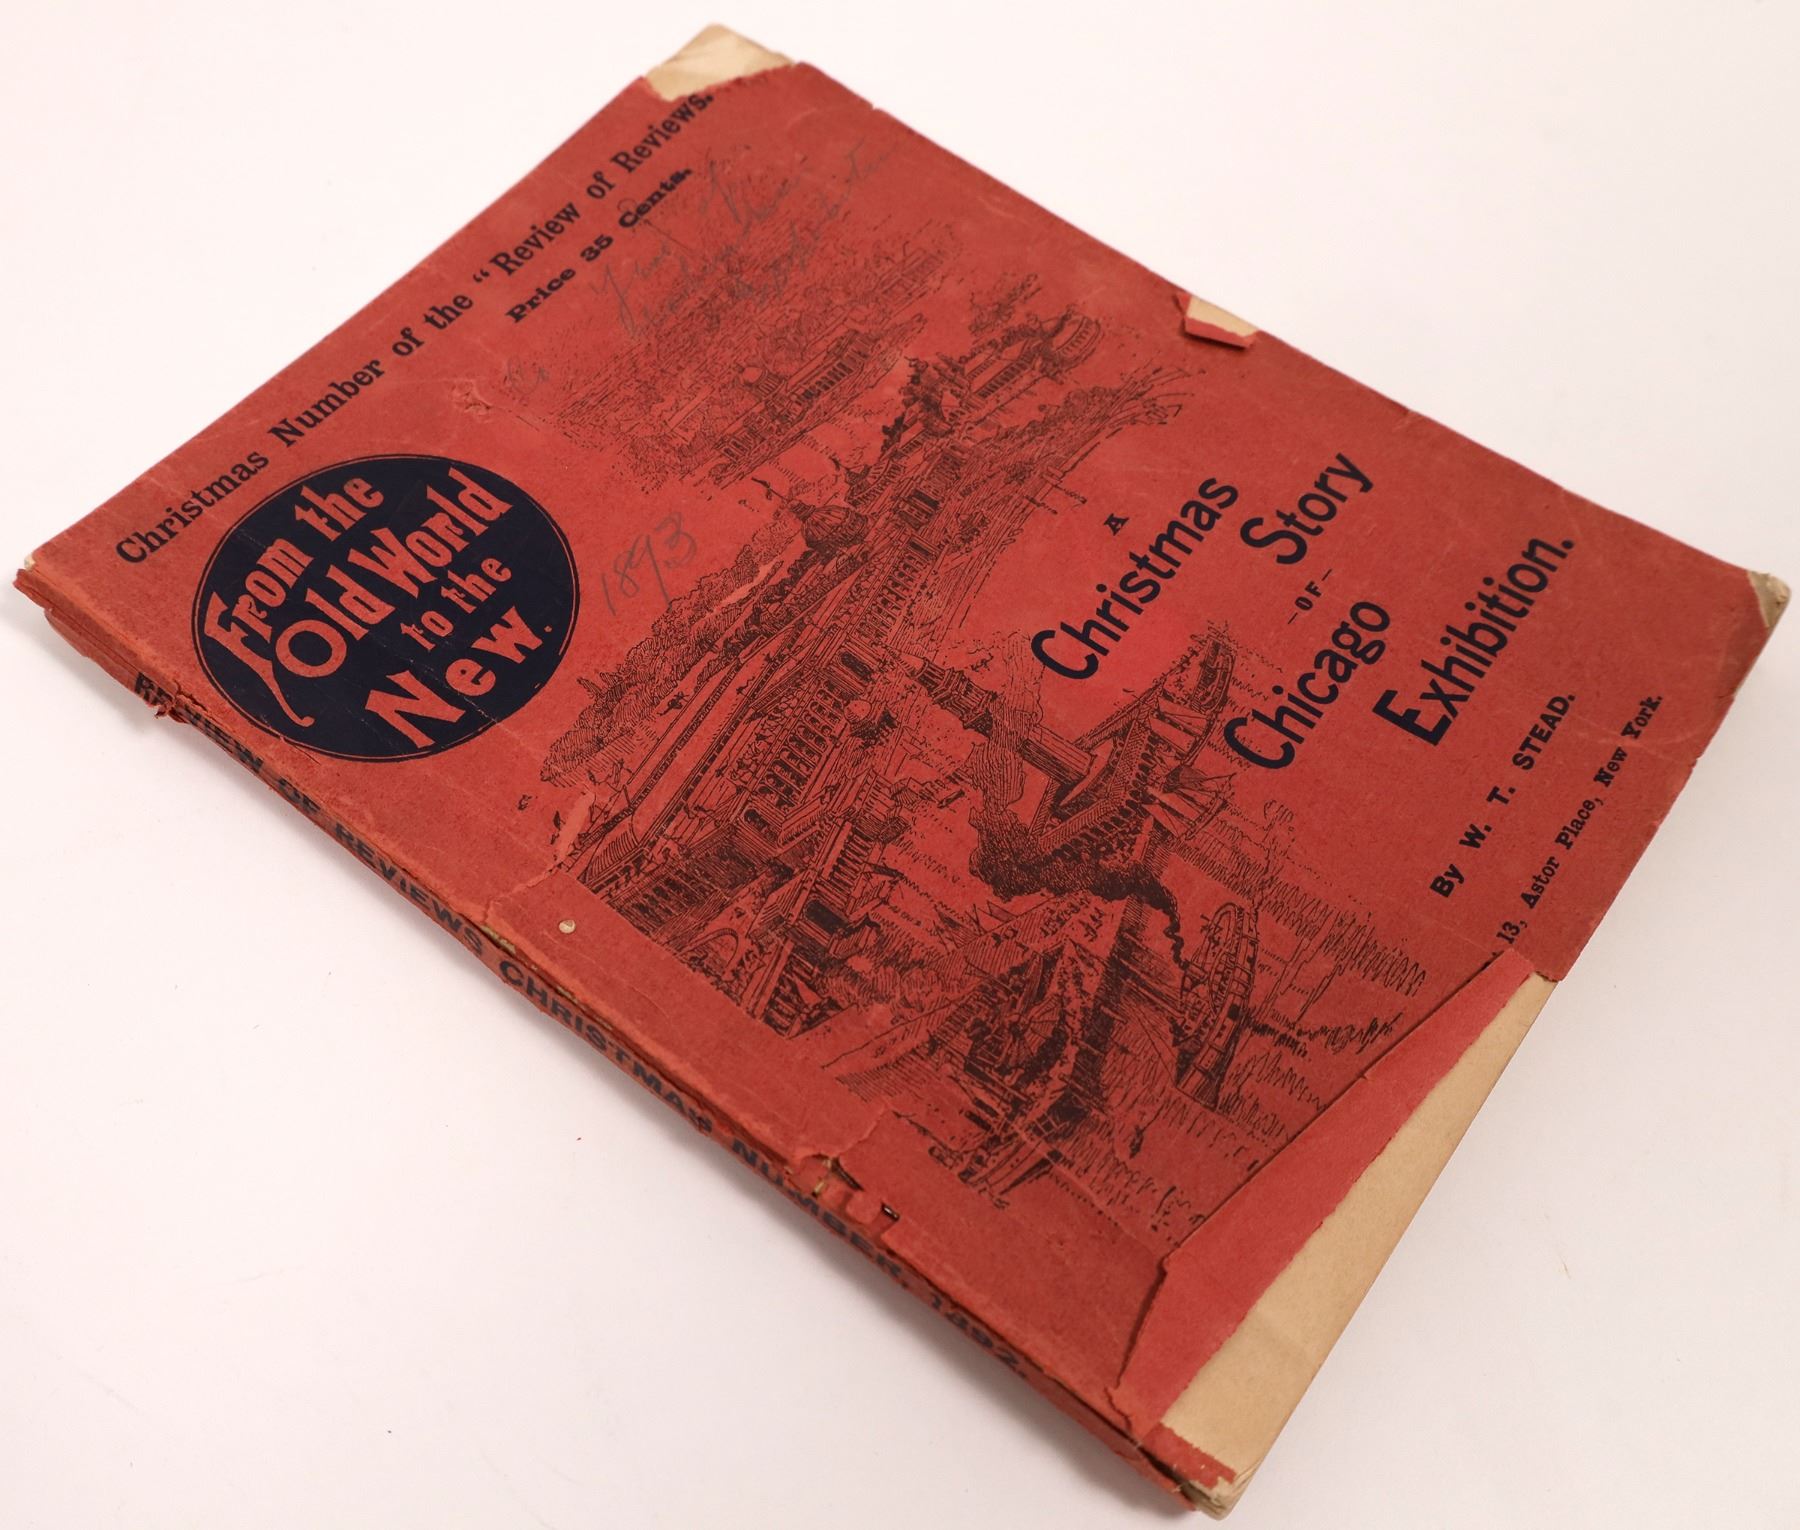 Christmas Number of the "Review of Reviews.
Price 35 Cents.
From the
Old World
to the
New.
1893
A
Christmas
Story
-OF-
Chicago
Exhibition.
By W. T. STEAD.
13, Astor Place, New York.
REVIEW OF REVIEWS CHRISTMAS NUMBER, 1892.